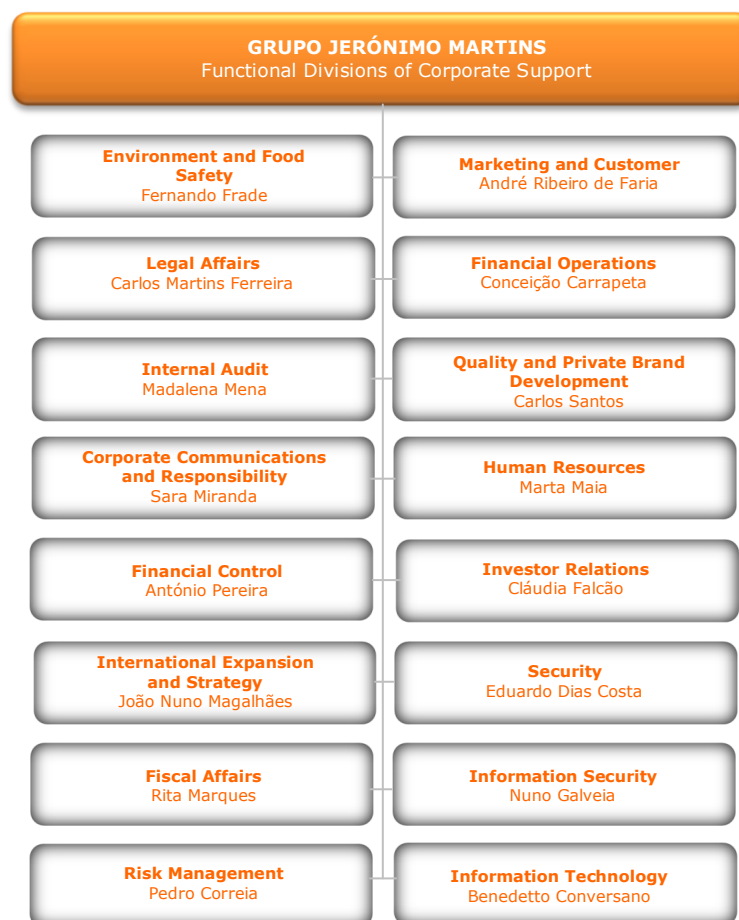 GRUPO JERÓNIMO MARTINS
Functional Divisions of Corporate Support
Environment and Food
Safety
Fernando Frade
Marketing and Customer
André Ribeiro de Faria
Legal Affairs
Carlos Martins Ferreira
Financial Operations
Conceição Carrapeta
Internal Audit
Madalena Mena
Quality and Private Brand
Development
Carlos Santos
Corporate Communications
and Responsibility
Sara Miranda
Human Resources
Marta Maia
Financial Control
António Pereira
Investor Relations
Cláudia Falcão
International Expansion
and Strategy
João Nuno Magalhães
Security
Eduardo Dias Costa
Fiscal Affairs
Rita Marques
Information Security
Nuno Galveia
Risk Management
Pedro Correia
Information Technology
Benedetto Conversano